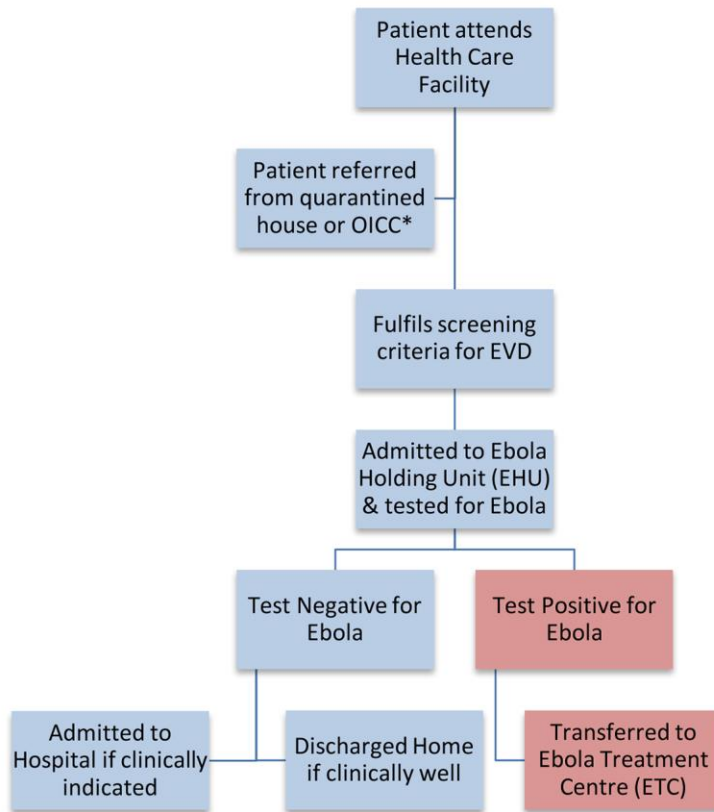 Patient attends
Health Care
Facility
Patient referred
from quarantined
house or OICC*
Fulfils screening
criteria for EVD
Admitted to Ebola
Holding Unit (EHU)
& tested for Ebola
Test Negative for
Ebola
Test Positive for
Ebola
Admitted to
Hospital if clinically
indicated
Discharged Home
if clinically well
Transferred to
Ebola Treatment
Centre (ETC)